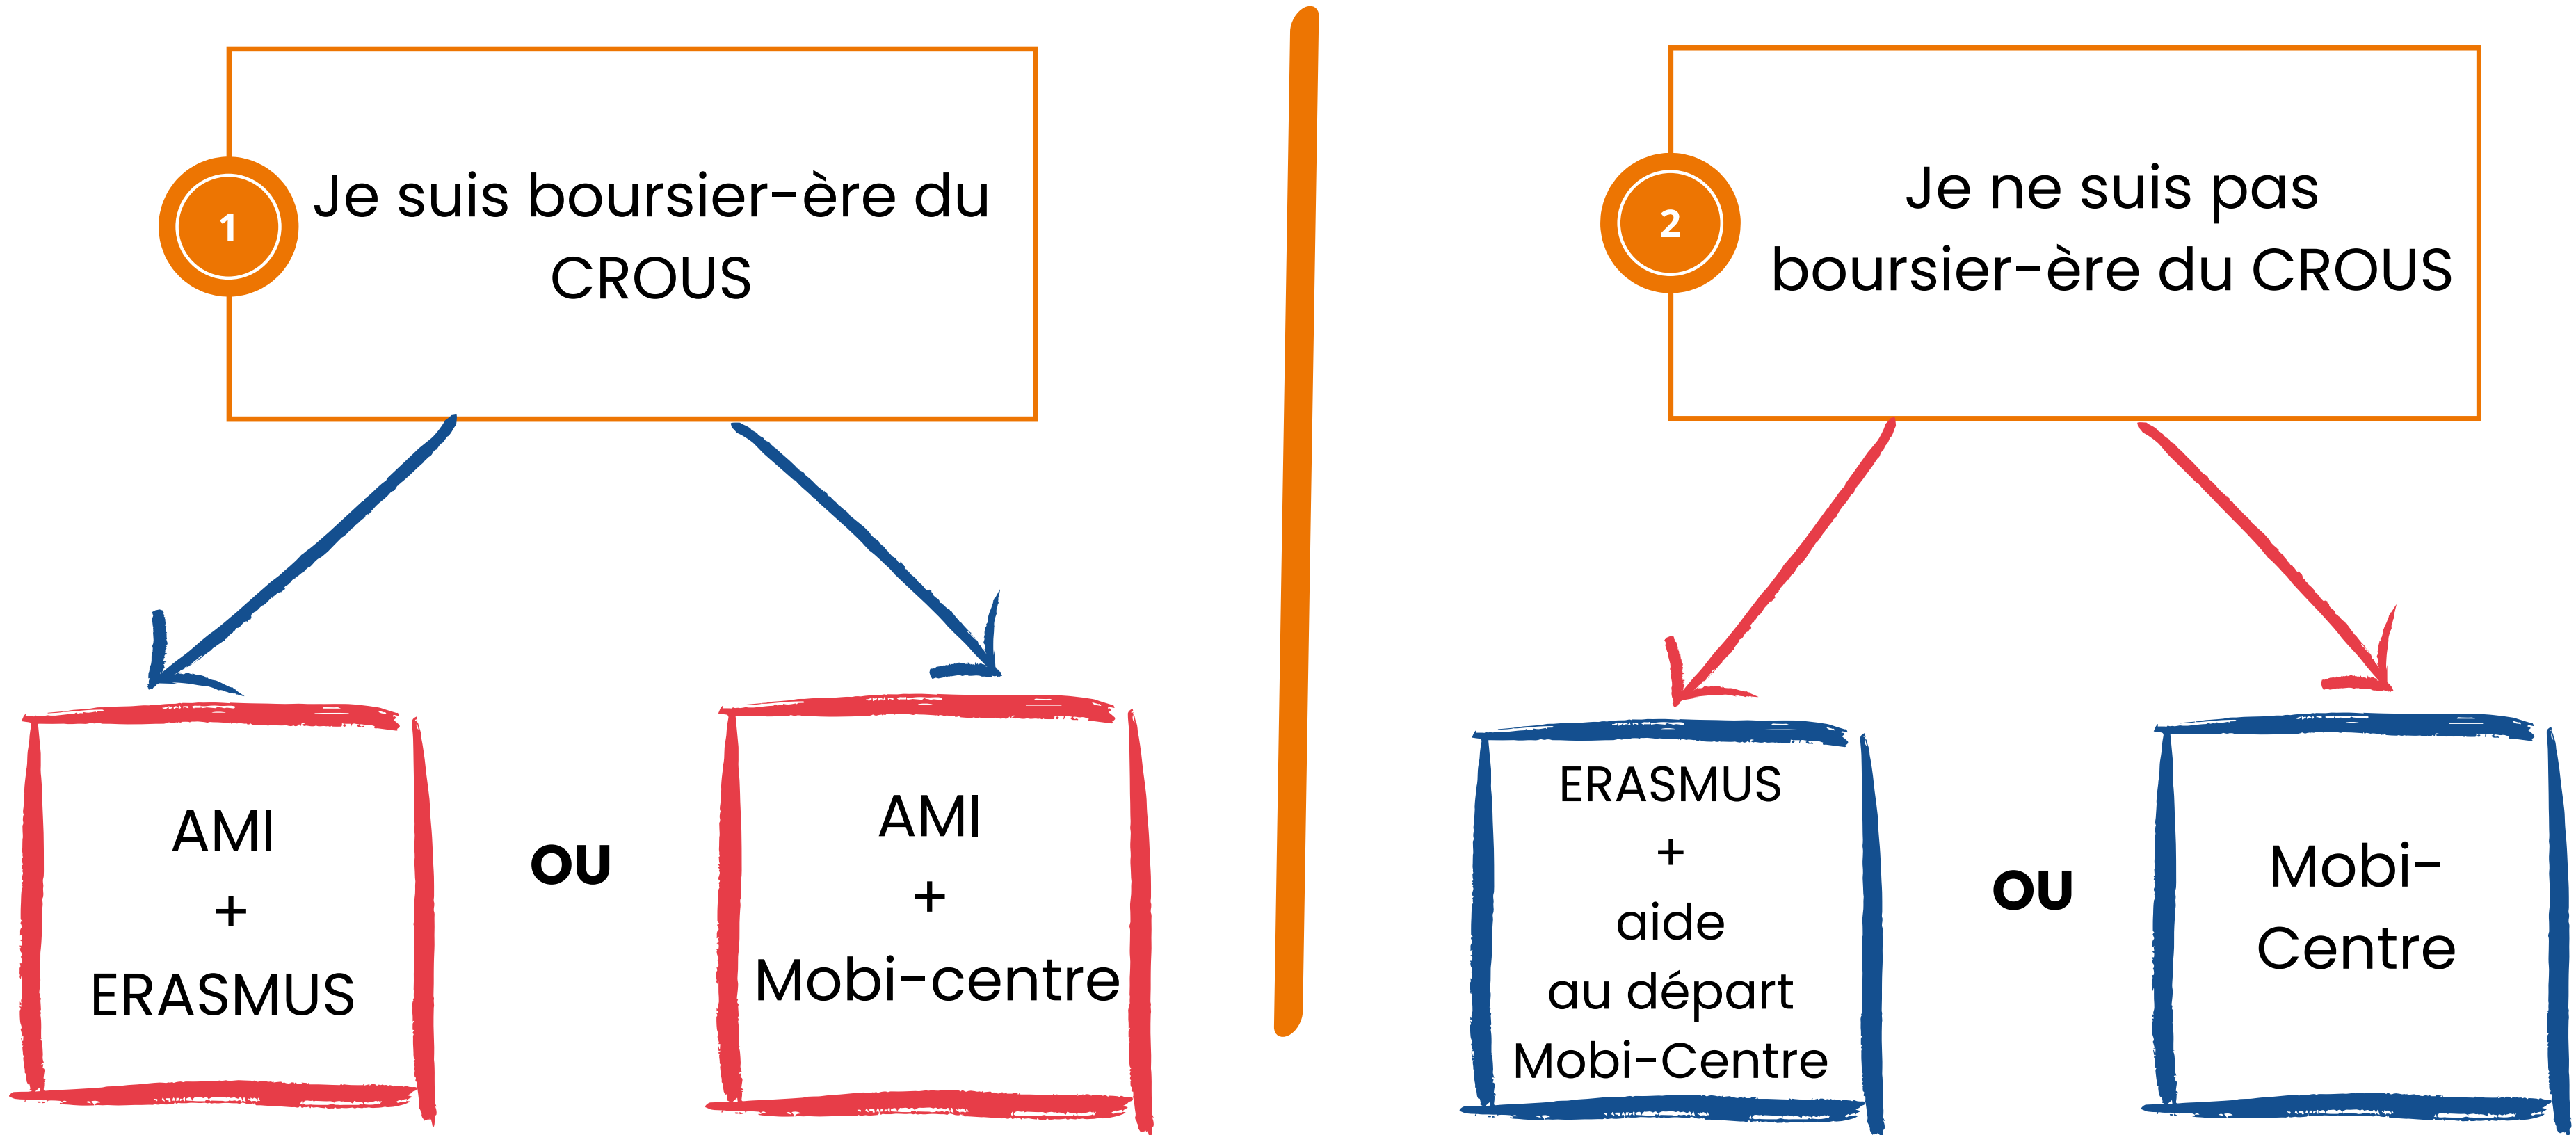 1
Je suis boursier-ère du
CROUS
AMI
+
ERASMUS
OU
AMI
+
Mobi-centre
2
Je ne suis pas
boursier-ère du CROUS
ERASMUS
+
aide
au départ
Mobi-Centre
OU
Mobi-
Centre